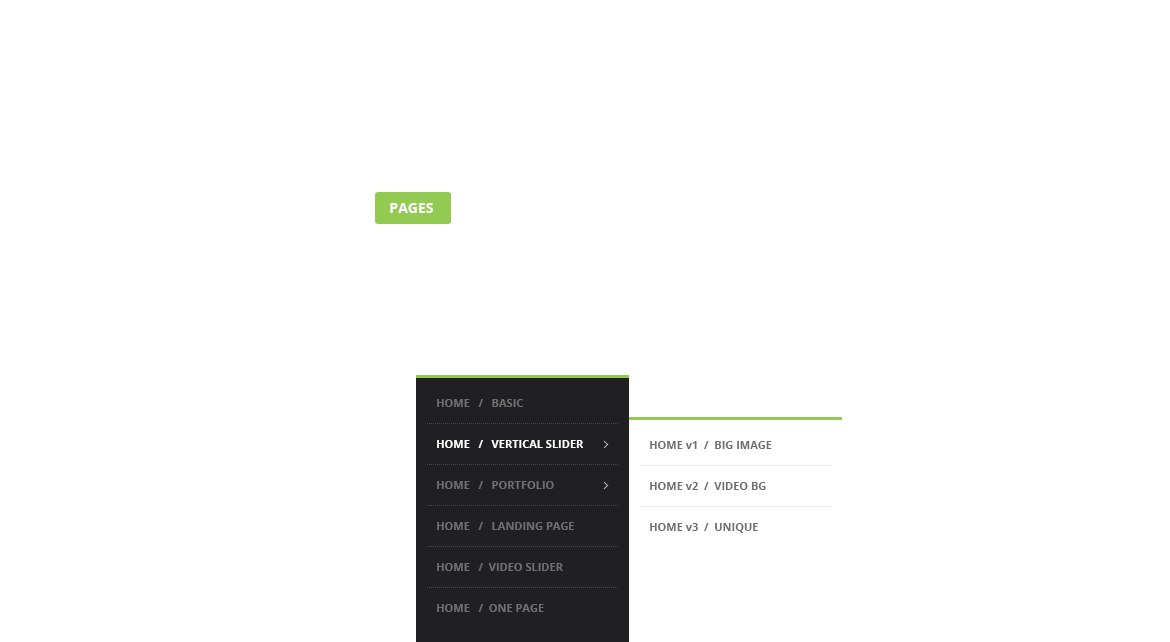 PAGES
HOME / BASIC
HOME / VERTICAL SLIDER
HOME / PORTFOLIO
HOME / LANDING PAGE
HOME / VIDEO SLIDER
HOME / ONE PAGE
HOME v1 / BIG IMAGE
HOME v2 / VIDEO BG
HOME v3 / UNIQUE